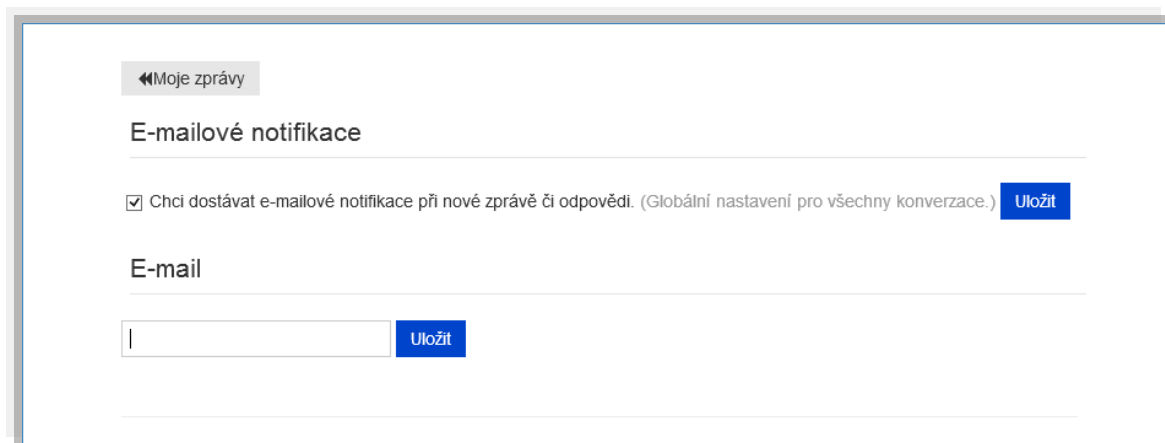 Moje zprávy
E-mailové notifikace
Chci dostávat e-mailové notifikace při nové zprávě či odpovědi. (Globální nastavení pro všechny konverzace.) Uložit
E-mail
Uložit